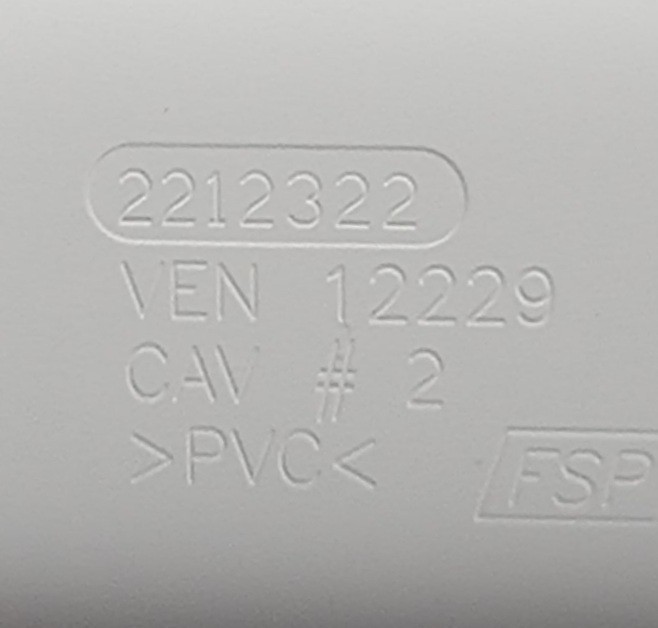 2212322
VEN 12229
CAV # 2
>PVC<
FSP